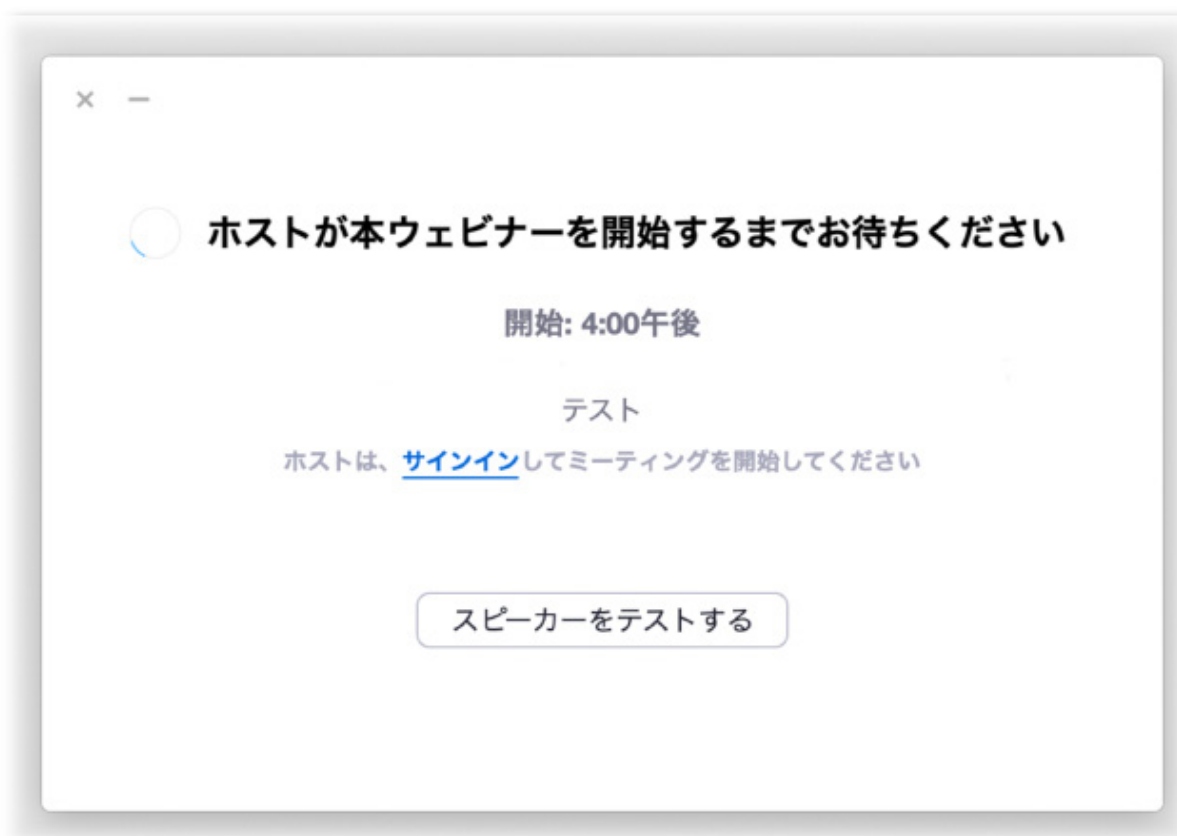 ホストが本ウェビナーを開始するまでお待ちください
開始: 4:00午後
テスト
ホストは、サインインしてミーティングを開始してください
スピーカーをテストする